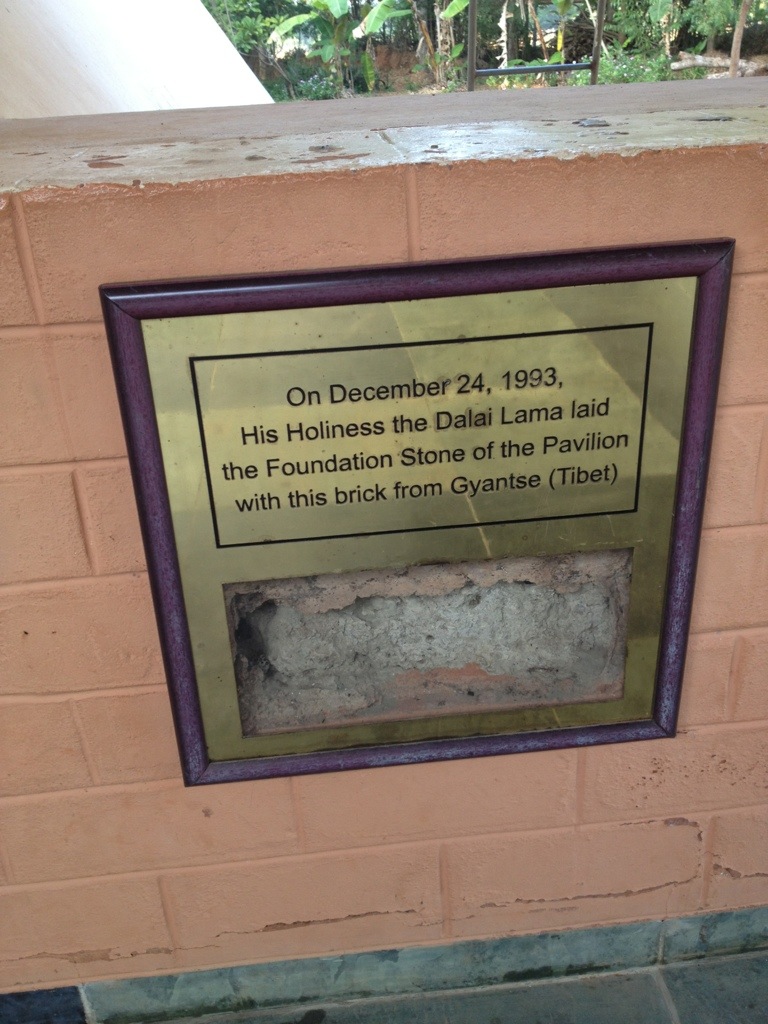 On December 24, 1993,
His Holiness the Dalai Lama laid
the Foundation Stone of the Pavilion
with this brick from Gyantse (Tibet)